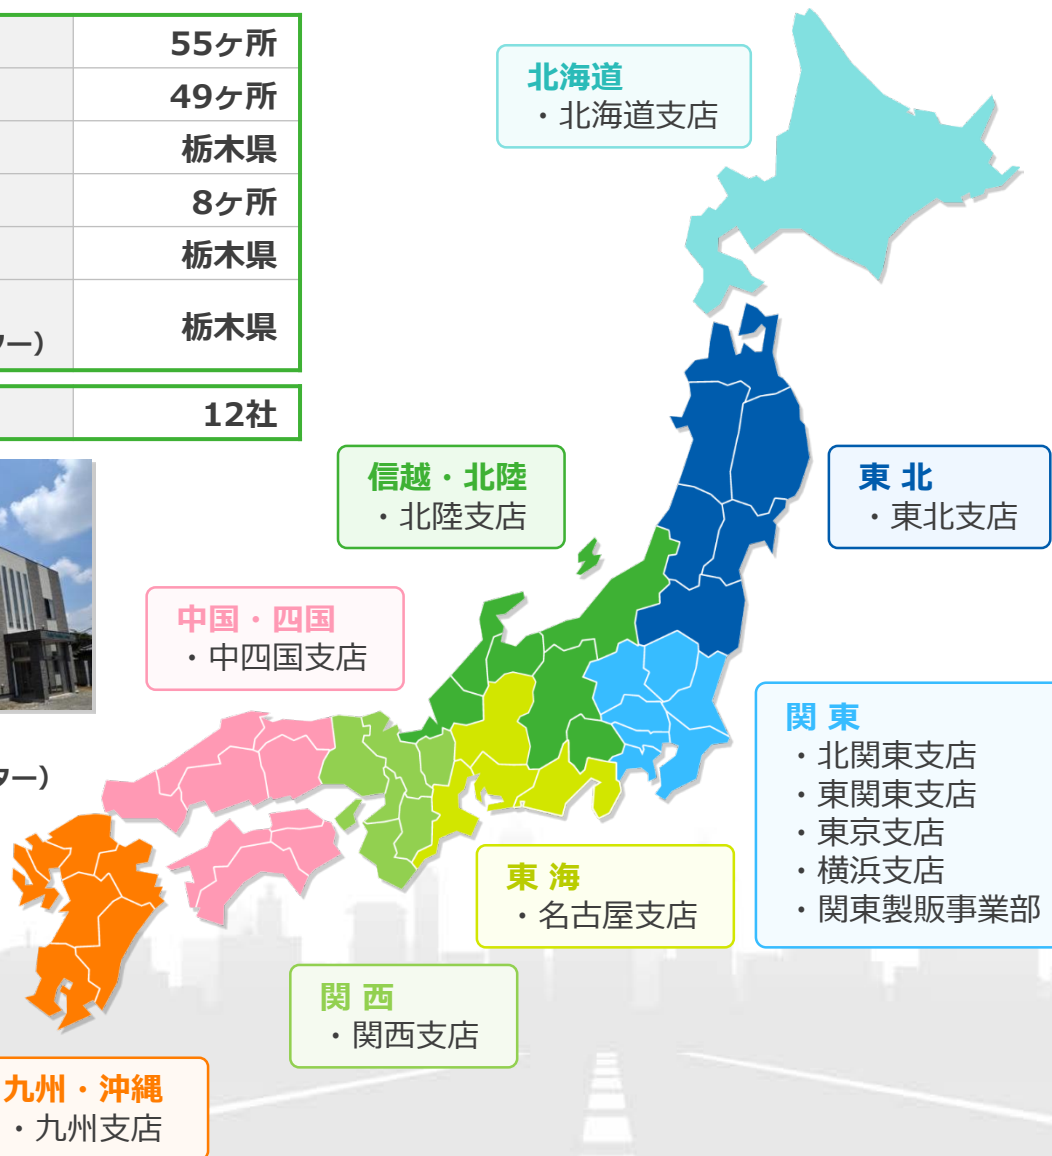 55ヶ所
49ヶ所
栃木県
8ヶ所
栃木県
ター）
栃木県
12社
北海道
・北海道支店
信越・北陸
・北陸支店
東 北
・東北支店
中国・四国
・中四国支店
ター）
関 東
・北関東支店
・東関東支店
・東京支店
・横浜支店
・関東製販事業部
東 海
・名古屋支店
関 西
・関西支店
九州・沖縄
・九州支店